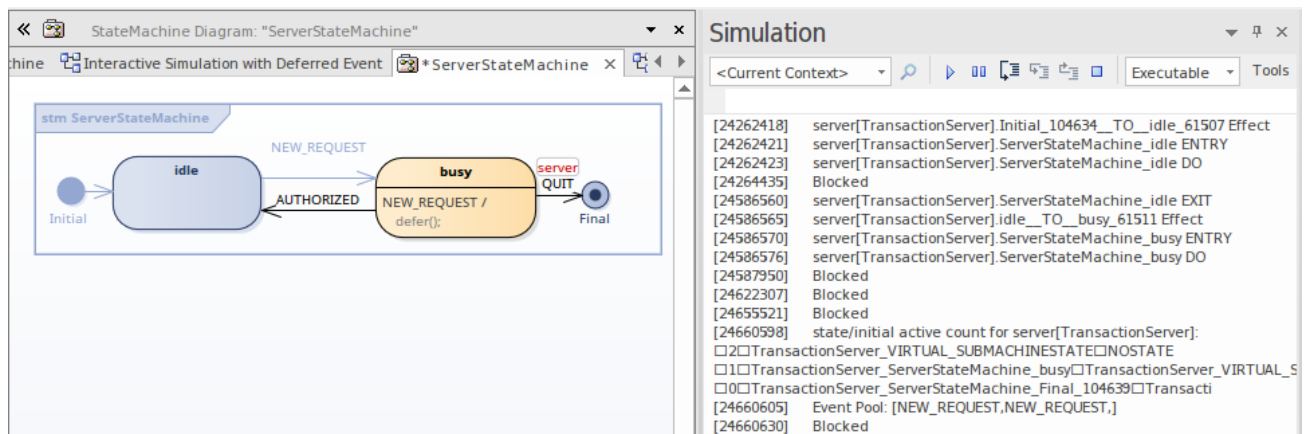 StateMachine Diagram: "ServerStateMachine"
hine Interactive Simulation with Deferred Event *ServerStateMachine
stm ServerStateMachine
NEW_REQUEST
idle
busy
server
QUIT
AUTHORIZED
NEW_REQUEST /
defer();
Initial
Final
Simulation
<Current Context>
Executable
Tools
[24262418] server[TransactionServer].Initial_104634__TO__idle_61507 Effect
[24262421] server[TransactionServer].ServerStateMachine_idle ENTRY
[24262423] server[TransactionServer].ServerStateMachine_idle DO
[24264435] Blocked
[24586560] server[TransactionServer].ServerStateMachine_idle EXIT
[24586565] server[TransactionServer].idle__TO__busy_61511 Effect
[24586570] server[TransactionServer].ServerStateMachine_busy ENTRY
[24586576] server[TransactionServer].ServerStateMachine_busy DO
[24587950] Blocked
[24622307] Blocked
[24655521] Blocked
[24660598] state/initial active count for server[TransactionServer]:
□2□TransactionServer_VIRTUAL_SUBMACHINESTATE□NOSTATE
□1□TransactionServer_ServerStateMachine_busy□TransactionServer_VIRTUAL_S
□0□TransactionServer_ServerStateMachine_Final_104639□Transacti
[24660605] Event Pool: [NEW_REQUEST,NEW_REQUEST,]
[24660630] Blocked